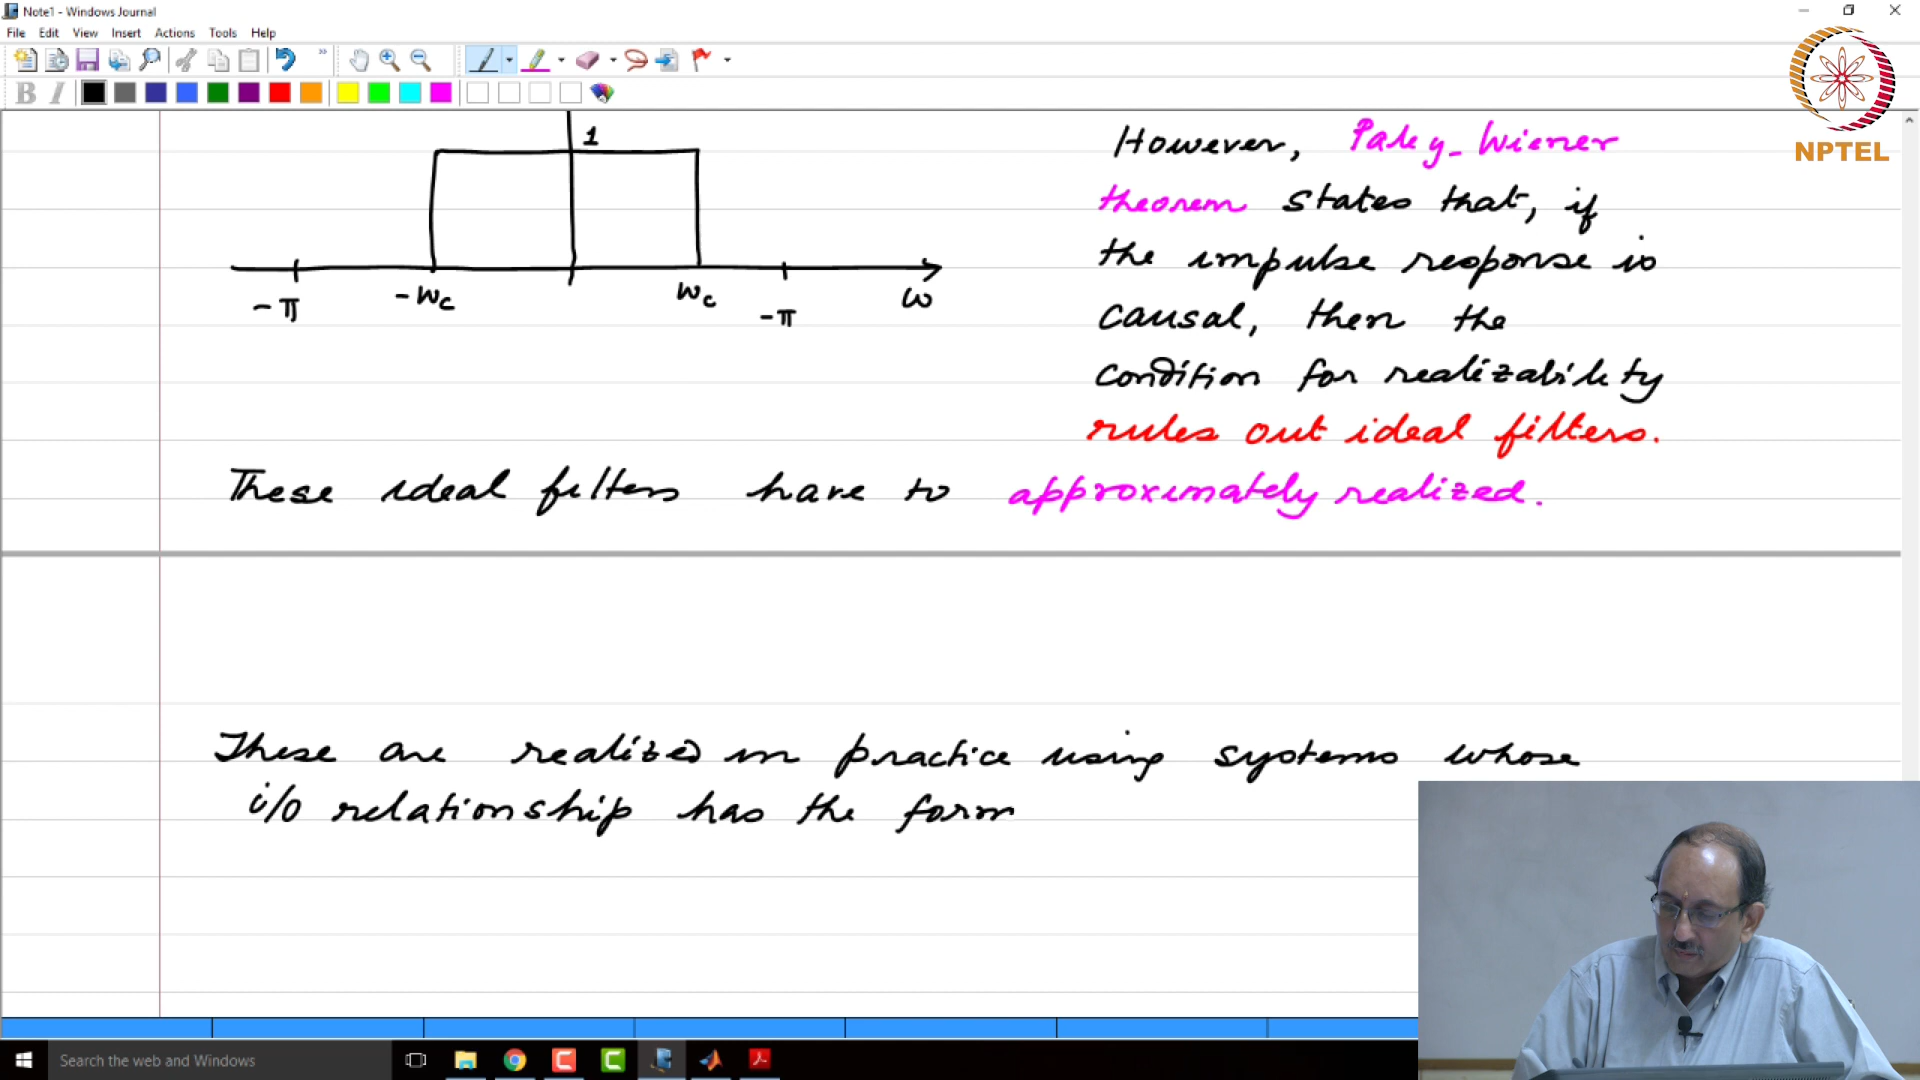 Note1 - Windows Journal
File Edit View Insert Actions Tools Help
B I
NPTEL
1
-π -ωc ωc -π ω
However, Paley-Wiener
theorem states that, if
the impulse response is
causal, then the
condition for realizability
rules out ideal filters.
These ideal filters have to approximately realized.
These are realized in practice using systems whose
i/o relationship has the form
Search the web and Windows